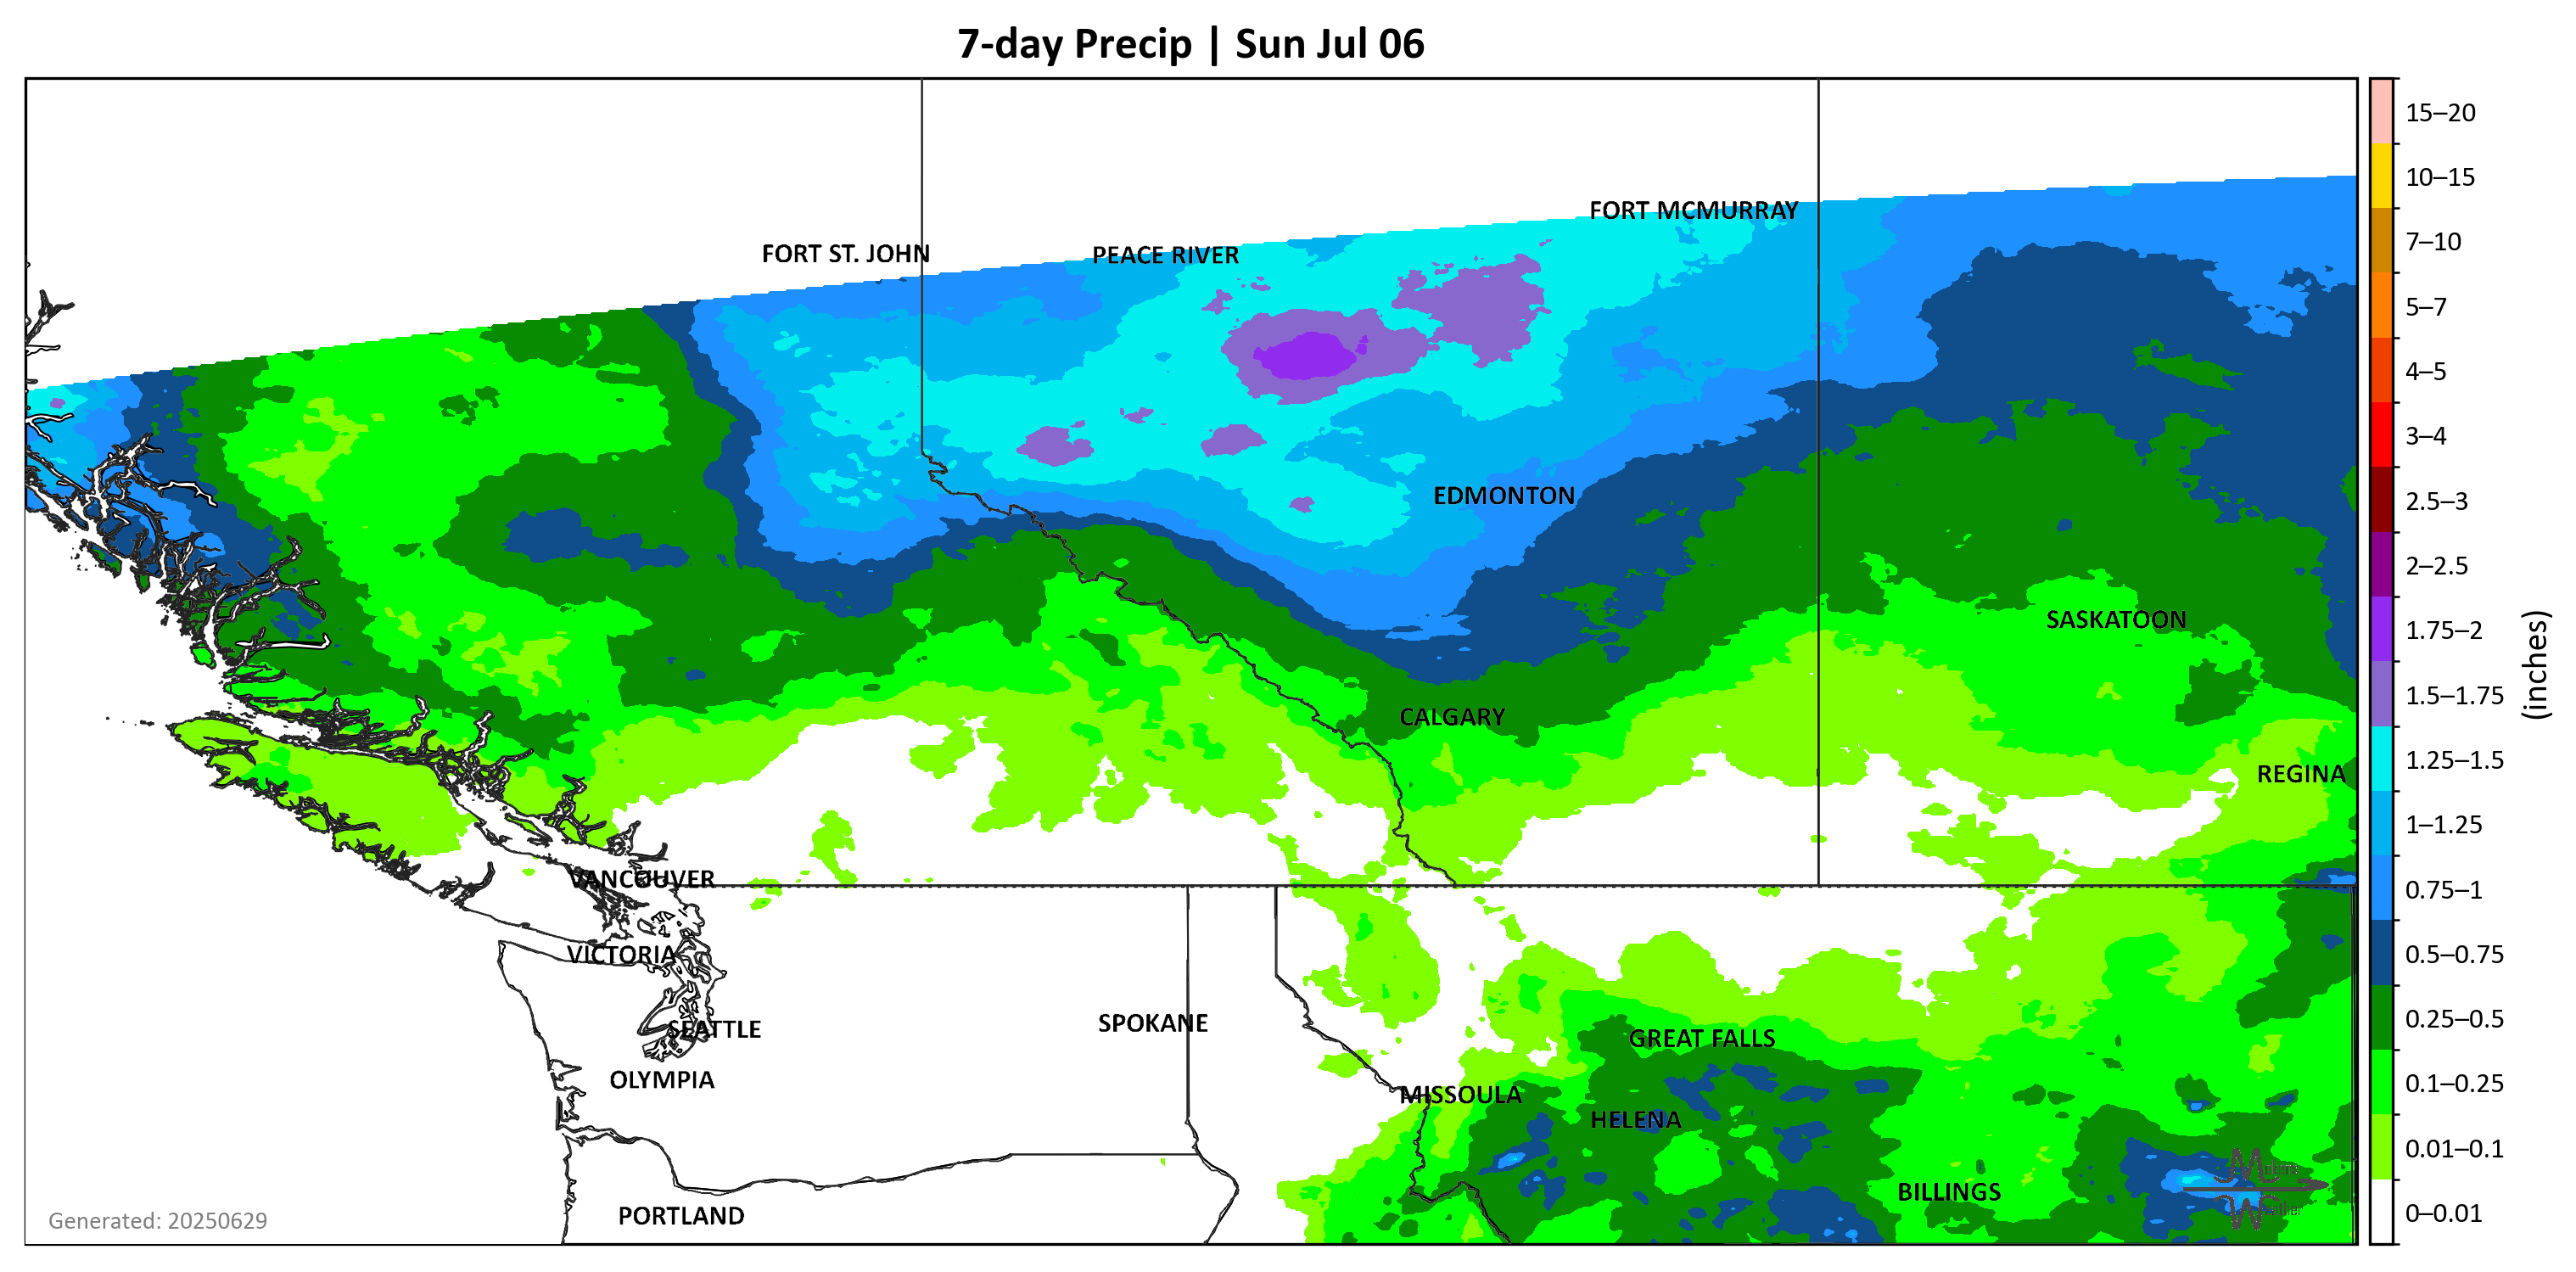 7-day Precip | Sun Jul 06
FORT MCMURRAY
FORT ST. JOHN
PEACE RIVER
EDMONTON
SASKATOON
CALGARY
REGINA
VANCOUVER
VICTORIA
SPOKANE
SEATTLE
GREAT FALLS
OLYMPIA
MISSOULA
HELENA
BILLINGS
PORTLAND
Generated: 20250629
15–20
10–15
7–10
5–7
4–5
3–4
2.5–3
2–2.5
1.75–2
1.5–1.75
1.25–1.5
1–1.25
0.75–1
0.5–0.75
0.25–0.5
0.1–0.25
0.01–0.1
0–0.01
(inches)